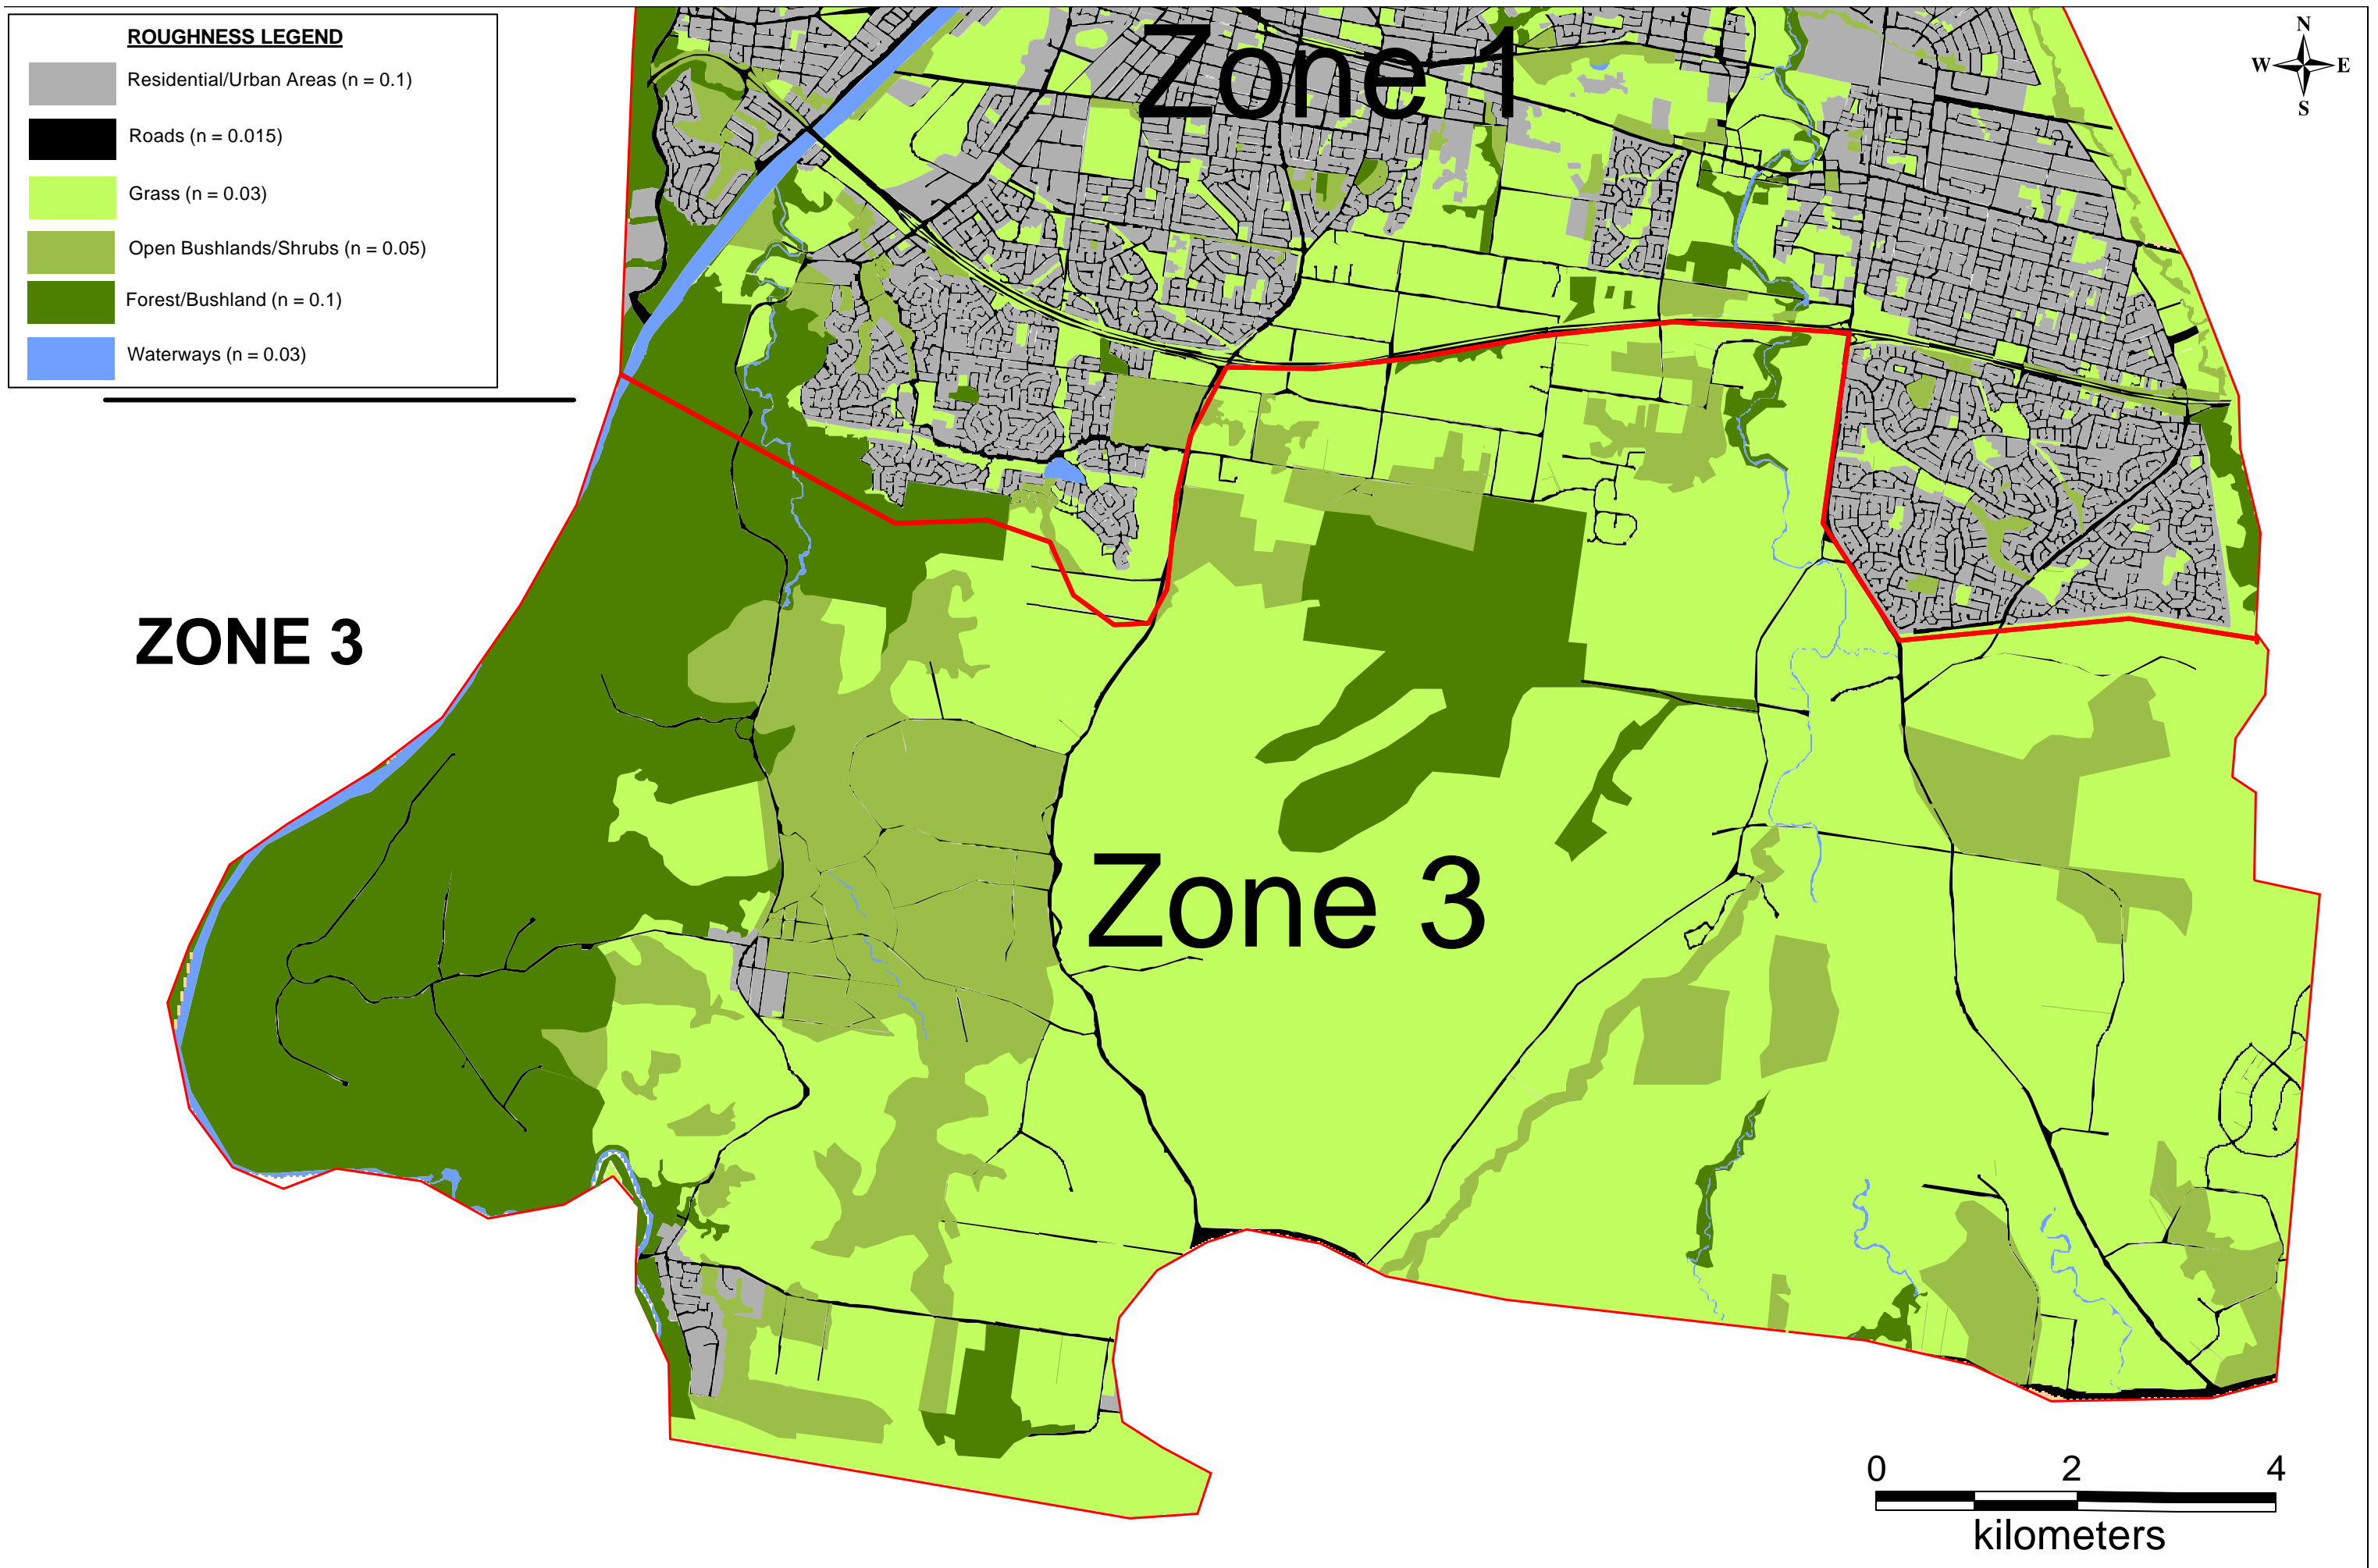 ROUGHNESS LEGEND
Residential/Urban Areas (n = 0.1)
Roads (n = 0.015)
Grass (n = 0.03)
Open Bushlands/Shrubs (n = 0.05)
Forest/Bushland (n = 0.1)
Waterways (n = 0.03)
Zone 1
N
W E
S
ZONE 3
Zone 3
0 2 4
kilometers